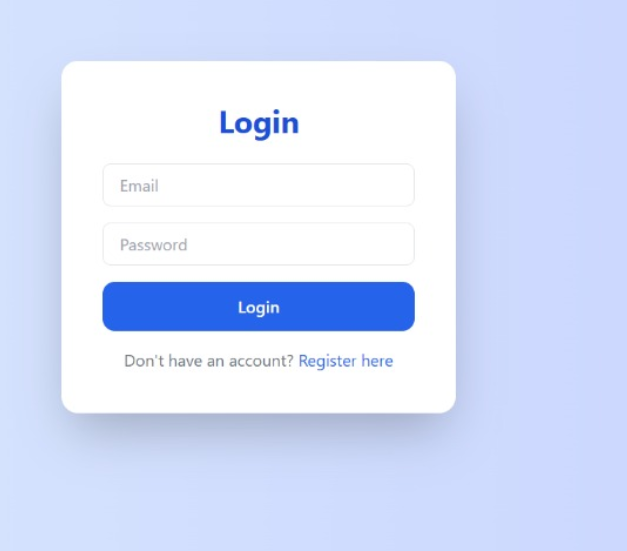 Login
Email
Password
Login
Don't have an account? Register here